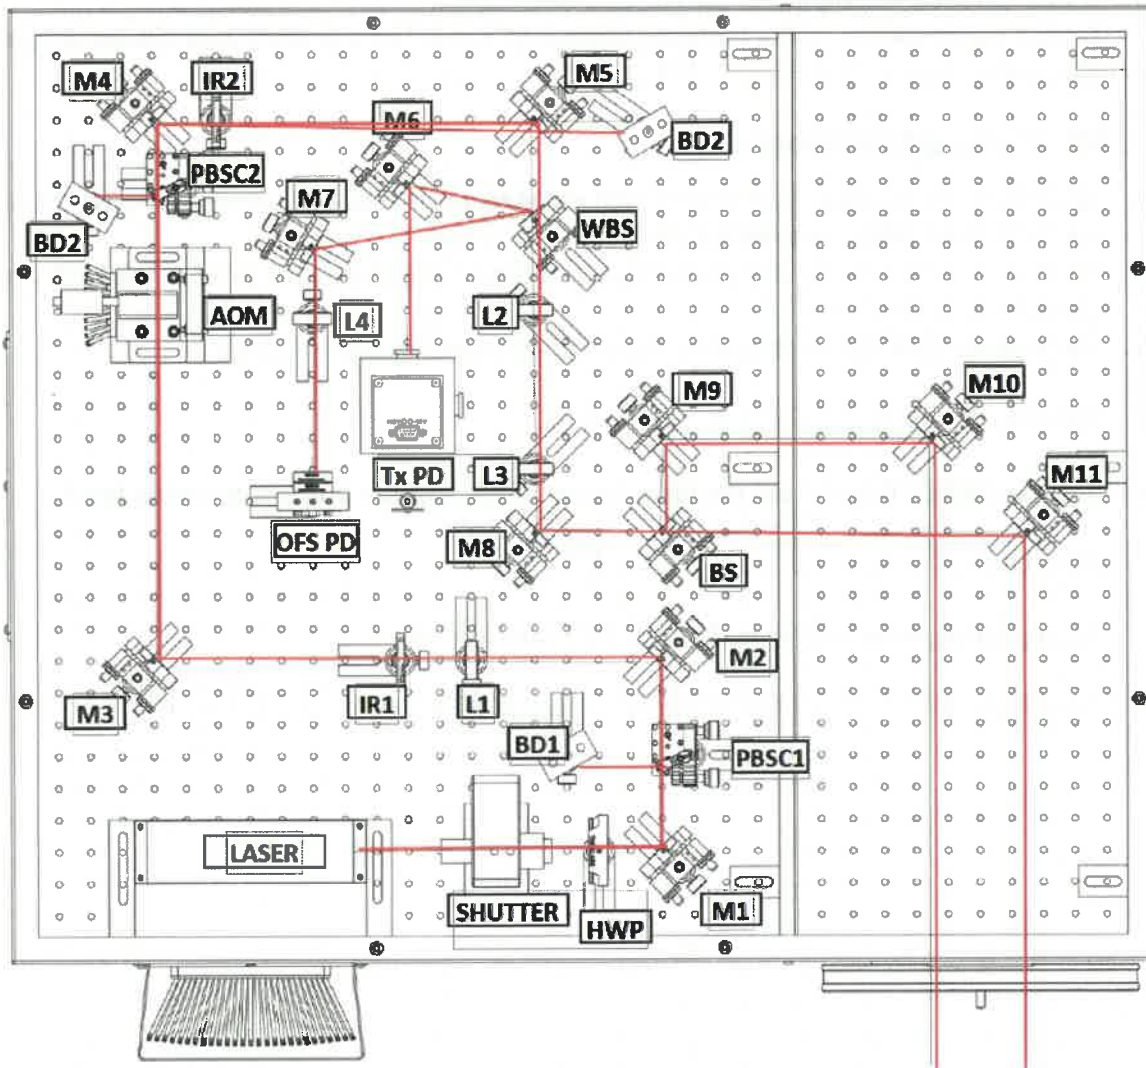 M4
IR2
M5
M6
BD2
PBSC2
M7
WBS
BD2
AOM
L4
L2
M9
M10
Tx PD
L3
M11
OFS PD
M8
BS
M2
M3
IR1
L1
BD1
PBSC1
LASER
SHUTTER
HWP
M1